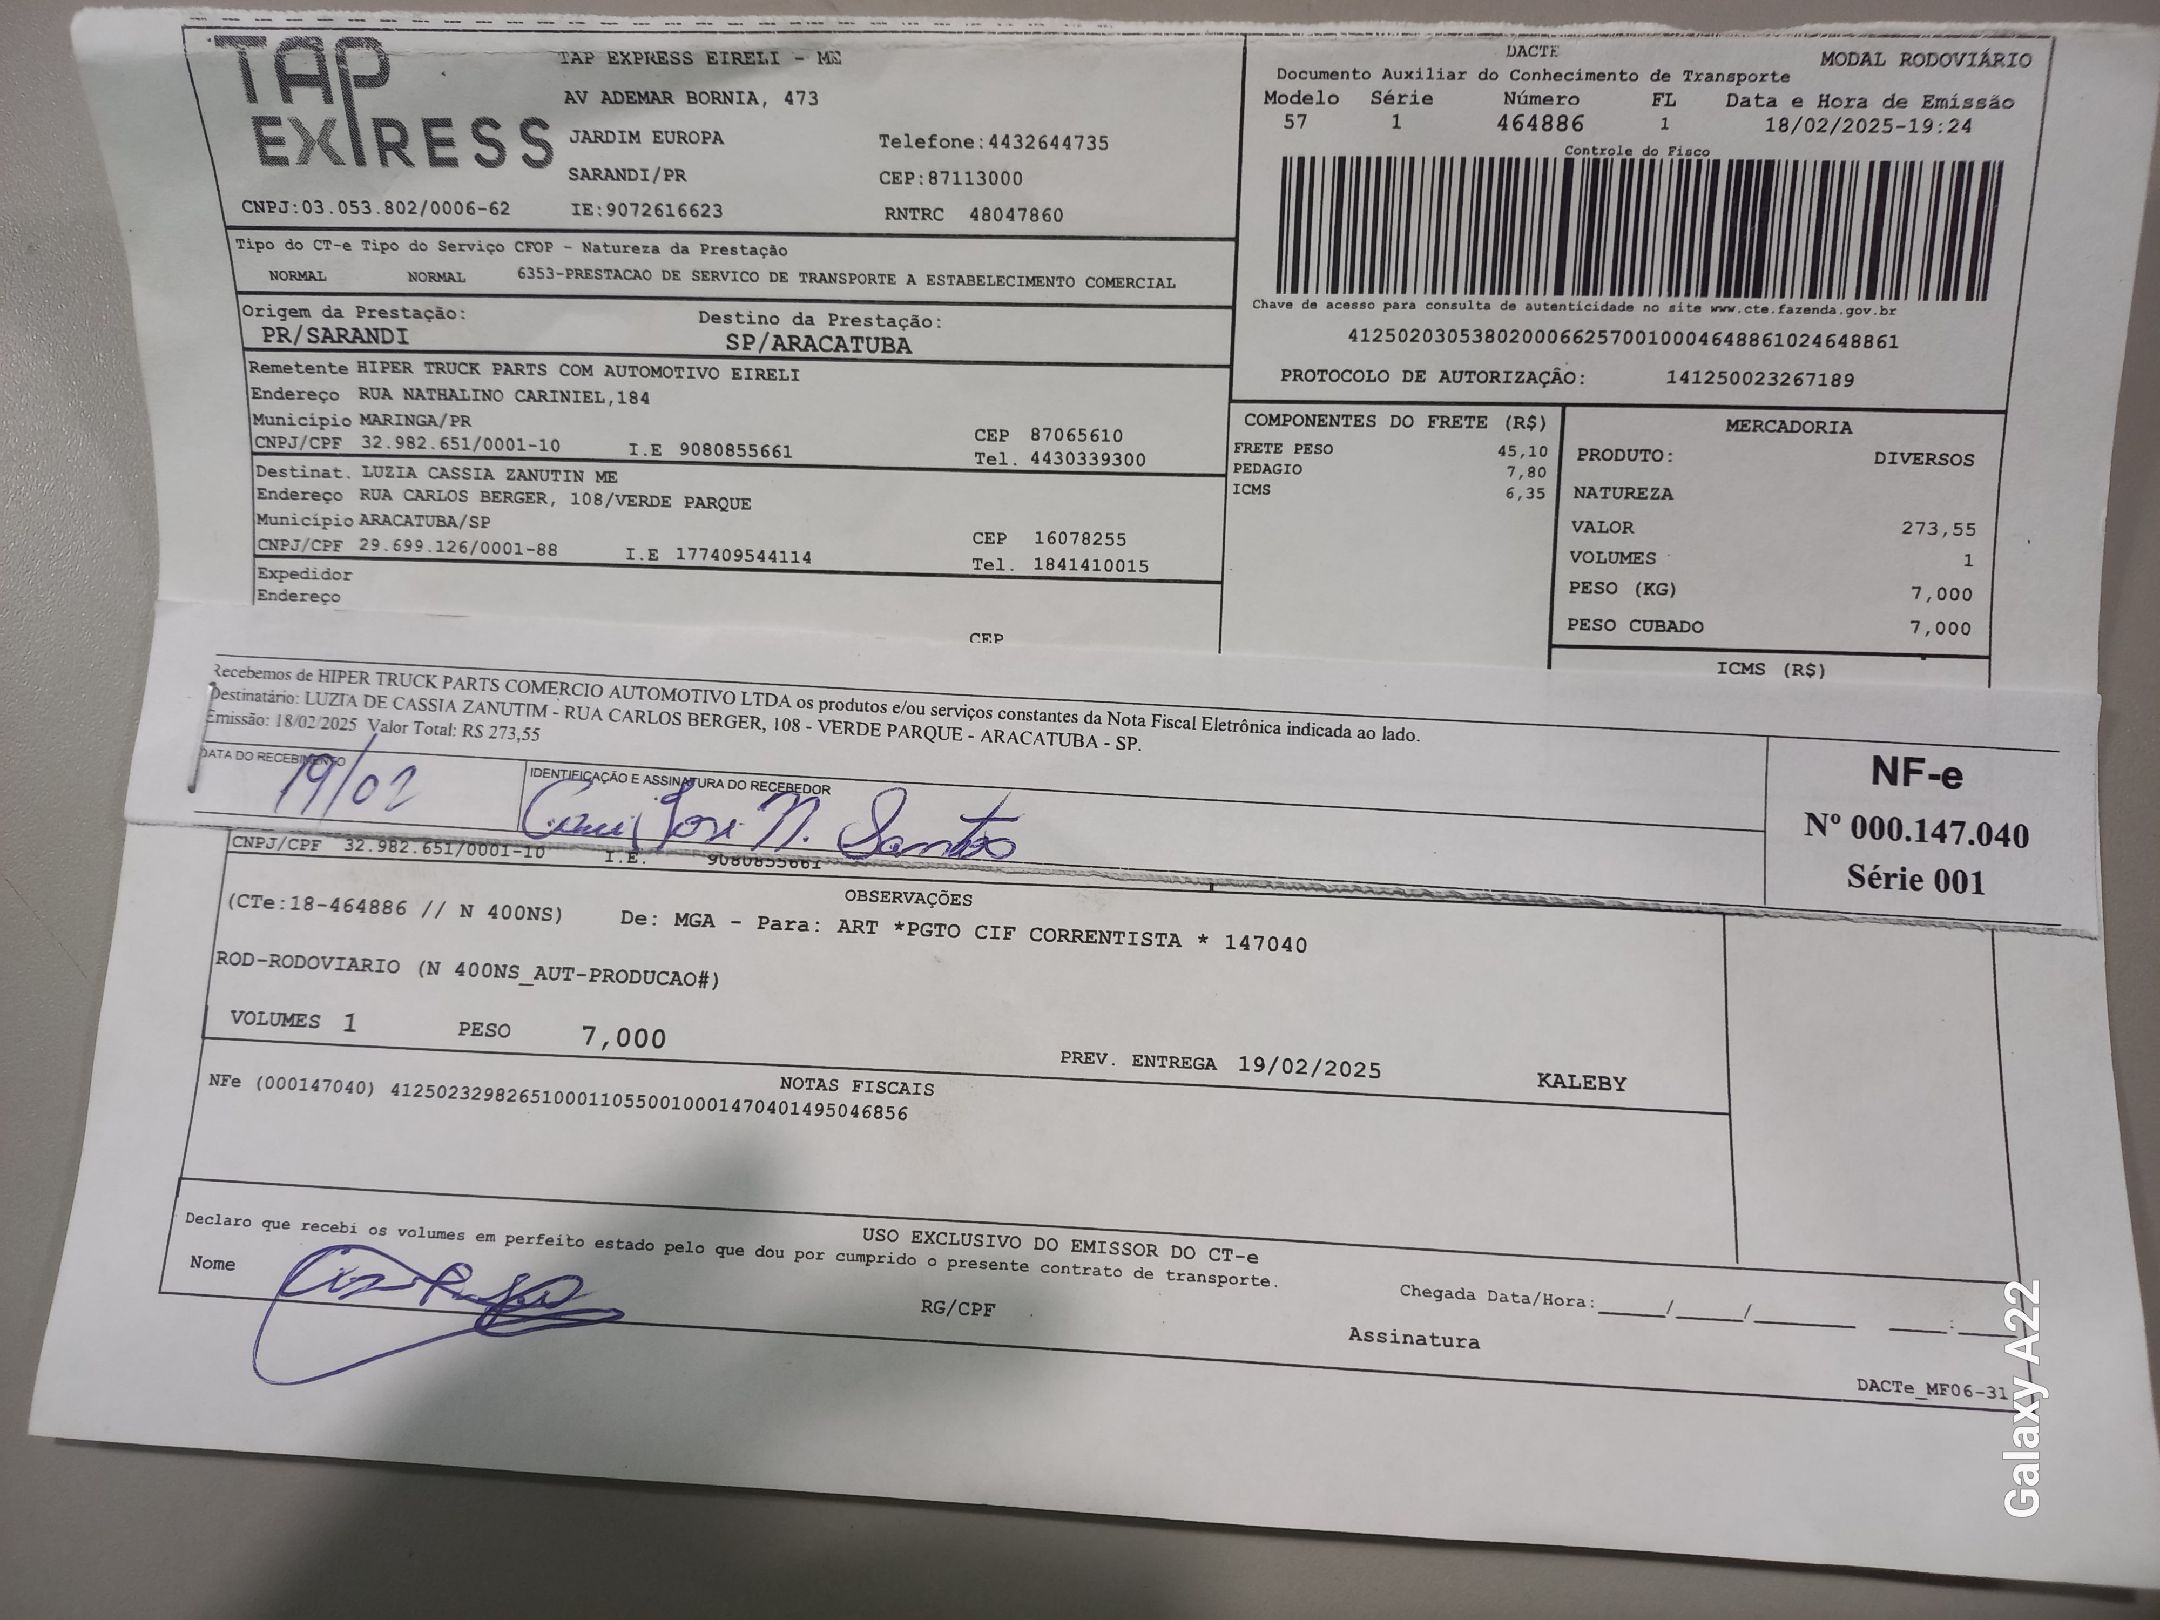 TAP EXPRESS
TAP EXPRESS EIRELI - ME
AV ADEMAR BORNIA, 473
JARDIM EUROPA Telefone:4432644735
SARANDI/PR CEP:87113000
CNPJ:03.053.802/0006-62 IE:9072616623 RNTRC 48047860
DACTE
MODAL RODOVIÁRIO
Documento Auxiliar do Conhecimento de Transporte
Modelo Série Número FL Data e Hora de Emissão
57 1 464886 1 18/02/2025-19:24
Controle do Fisco
Chave de acesso para consulta de autenticidade no site www.cte.fazenda.gov.br
41250203053802000662570010004648861024648861
PROTOCOLO DE AUTORIZAÇÃO: 141250023267189
Tipo do CT-e Tipo do Serviço CFOP - Natureza da Prestação
NORMAL NORMAL 6353-PRESTACAO DE SERVICO DE TRANSPORTE A ESTABELECIMENTO COMERCIAL
Origem da Prestação: Destino da Prestação:
PR/SARANDI SP/ARACATUBA
Remetente HIPER TRUCK PARTS COM AUTOMOTIVO EIRELI
Endereço RUA NATHALINO CARINIEL,184
Município MARINGA/PR CEP 87065610
CNPJ/CPF 32.982.651/0001-10 I.E 9080855661 Tel. 4430339300
Destinat. LUZIA CASSIA ZANUTIN ME
Endereço RUA CARLOS BERGER, 108/VERDE PARQUE
Município ARACATUBA/SP CEP 16078255
CNPJ/CPF 29.699.126/0001-88 I.E 177409544114 Tel. 1841410015
Expedidor
Endereço
CEP
COMPONENTES DO FRETE (R$)
FRETE PESO 45,10
PEDAGIO 7,80
ICMS 6,35
MERCADORIA
PRODUTO: DIVERSOS
NATUREZA
VALOR 273,55
VOLUMES 1
PESO (KG) 7,000
PESO CUBADO 7,000
ICMS (R$)
Recebemos de HIPER TRUCK PARTS COMERCIO AUTOMOTIVO LTDA os produtos e/ou serviços constantes da Nota Fiscal Eletrônica indicada ao lado.
Destinatário: LUZIA DE CASSIA ZANUTIM - RUA CARLOS BERGER, 108 - VERDE PARQUE - ARACATUBA - SP.
Emissão: 18/02/2025 Valor Total: R$ 273,55
DATA DO RECEBIMENTO IDENTIFICAÇÃO E ASSINATURA DO RECEBEDOR
19/02 José N. Santos
NF-e
Nº 000.147.040
Série 001
CNPJ/CPF 32.982.651/0001-10 I.E. 9080855661
OBSERVAÇÕES
(CTe:18-464886 // N 400NS) De: MGA - Para: ART *PGTO CIF CORRENTISTA * 147040
ROD-RODOVIARIO (N 400NS_AUT-PRODUCAO#)
VOLUMES 1 PESO 7,000
PREV. ENTREGA 19/02/2025 KALEBY
NOTAS FISCAIS
NFe (000147040) 41250232982651000110550010001470401495046856
USO EXCLUSIVO DO EMISSOR DO CT-e
Declaro que recebi os volumes em perfeito estado pelo que dou por cumprido o presente contrato de transporte.
Nome RG/CPF Chegada Data/Hora:_____/_____/_______ ____:____
Assinatura
DACTe_MF06-31
Galaxy A22